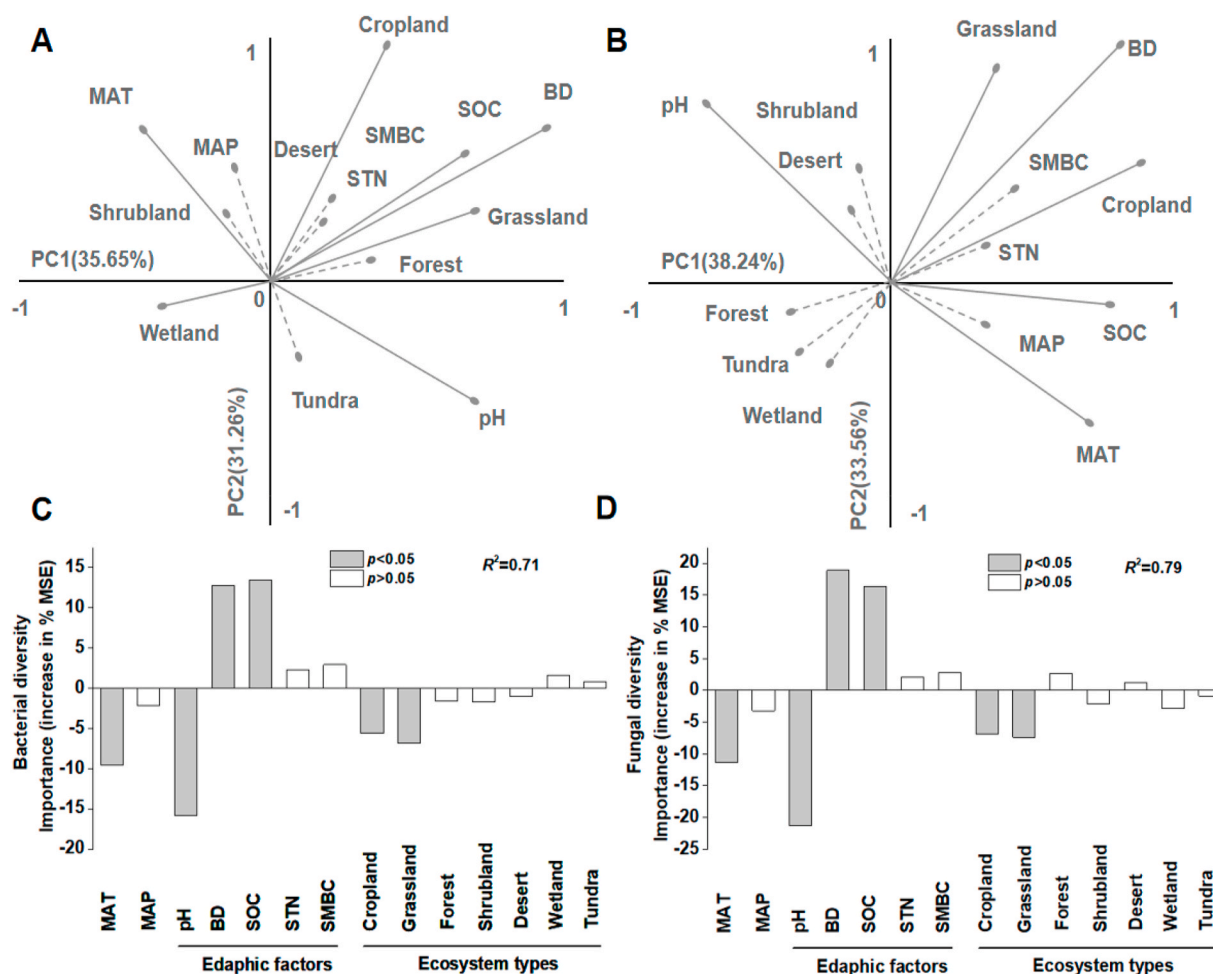 A
Cropland
1
MAT
BD
SOC
MAP
Desert
SMBC
STN
Shrubland
Grassland
PC1(35.65%)
Forest
-1
0
1
Wetland
Tundra
pH
PC2(31.26%)
-1
B
Grassland
1
BD
pH
Shrubland
Desert
SMBC
Cropland
STN
PC1(38.24%)
-1
0
1
Forest
SOC
MAP
Tundra
Wetland
MAT
PC2(33.56%)
-1
C
Bacterial diversity
Importance (increase in % MSE)
15
10
5
0
-5
-10
-15
-20
p<0.05
p>0.05
R²=0.71
MAT
MAP
pH
BD
SOC
STN
SMBC
Cropland
Grassland
Forest
Shrubland
Desert
Wetland
Tundra
Edaphic factors
Ecosystem types
D
Fungal diversity
Importance (increase in % MSE)
20
15
10
5
0
-5
-10
-15
-20
-25
p<0.05
p>0.05
R²=0.79
MAT
MAP
pH
BD
SOC
STN
SMBC
Cropland
Grassland
Forest
Shrubland
Desert
Wetland
Tundra
Edaphic factors
Ecosystem types